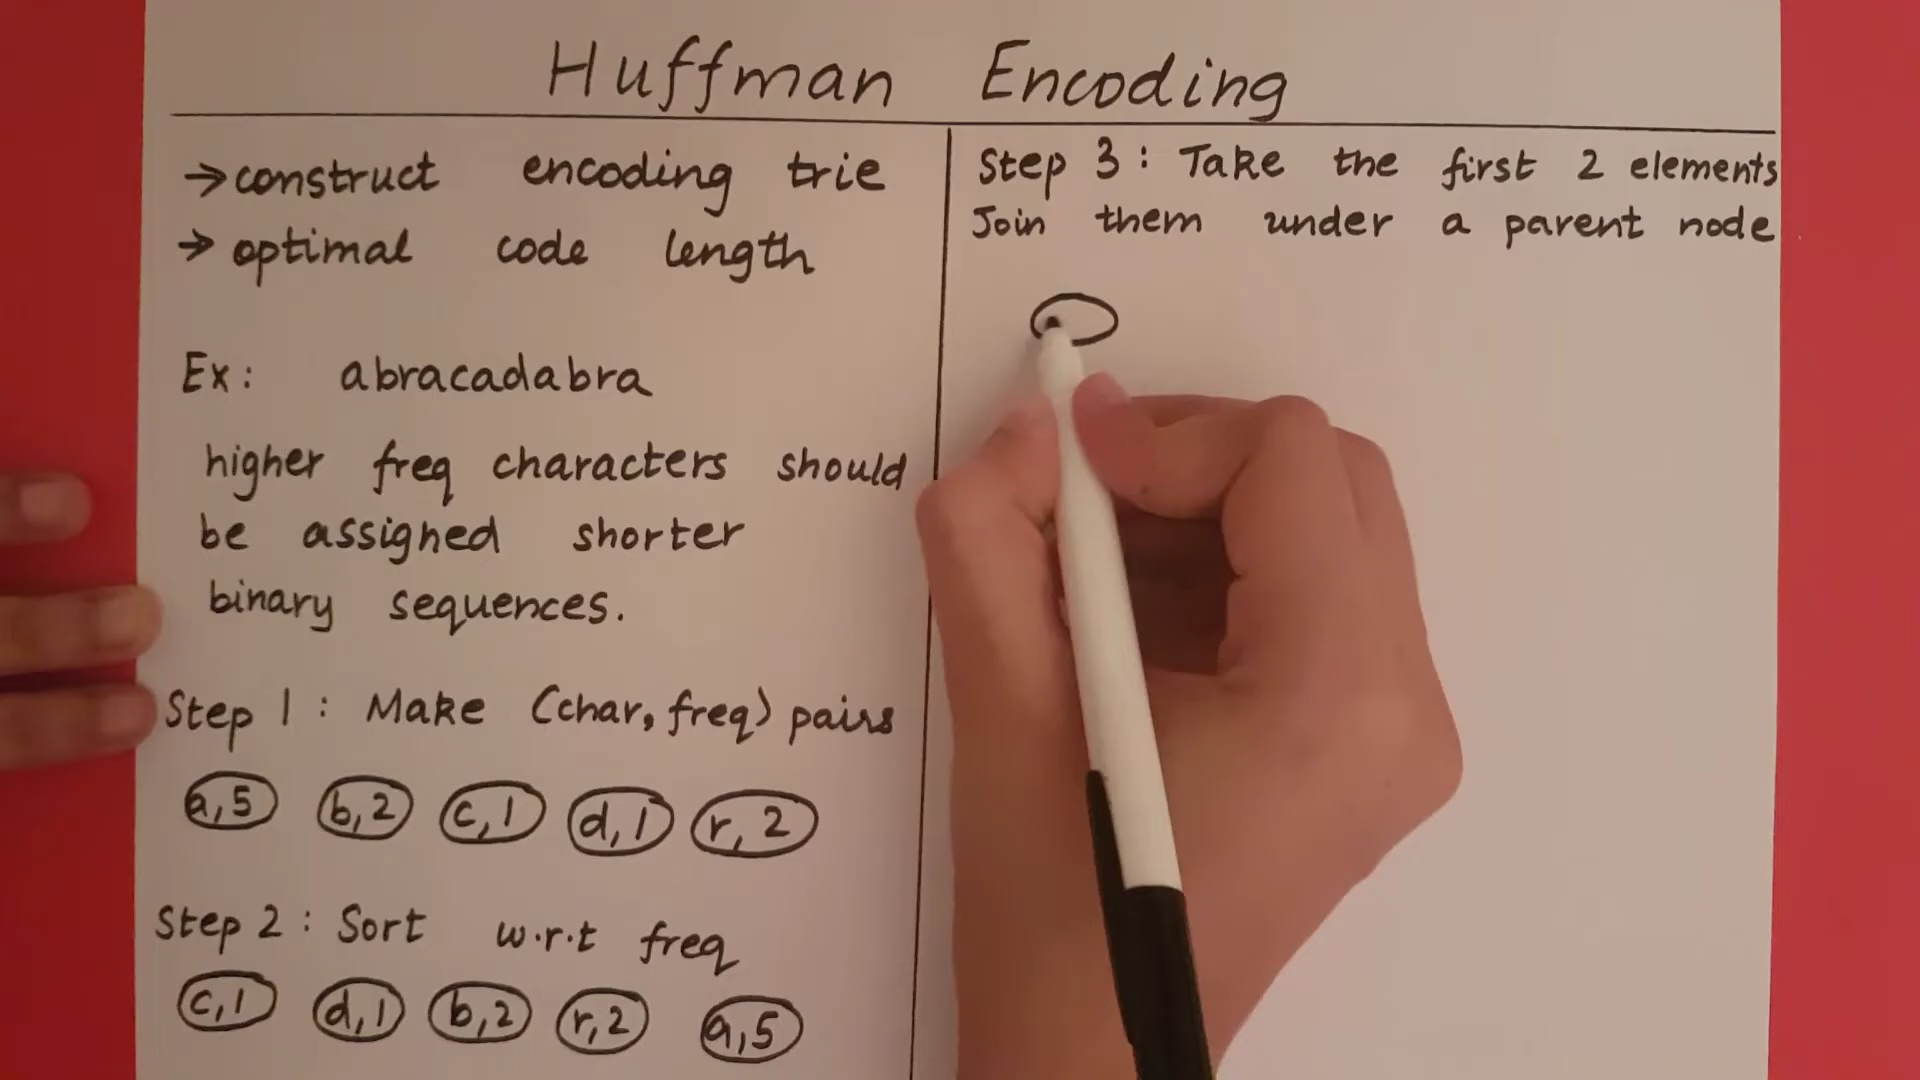 Huffman Encoding
→ construct encoding trie
→ optimal code length
Ex: abracadabra
higher freq characters should
be assigned shorter
binary sequences.
Step 1 : Make (char, freq) pairs
a,5 b,2 c,1 d,1 r,2
Step 2 : Sort w.r.t freq
c,1 d,1 b,2 r,2 a,5
Step 3 : Take the first 2 elements
Join them under a parent node